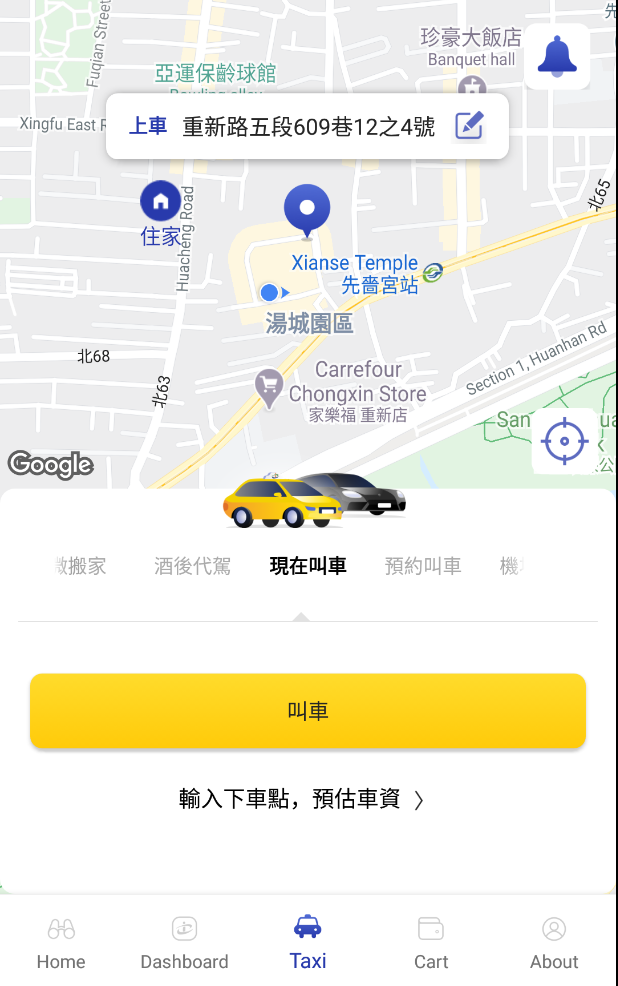 Fuqian Street
珍豪大飯店
Banquet hall
亞運保齡球館
Xingfu East R
上車 重新路五段609巷12之4號
北65
Huacheng Road
住家
Xianse Temple
先嗇宮站
湯城園區
北68
北63
Carrefour
Chongxin Store
家樂福 重新店
Section 1, Huanhan Rd
San
Google
搬家 酒後代駕 現在叫車 預約叫車
叫車
輸入下車點，預估車資 >
Home Dashboard Taxi Cart About